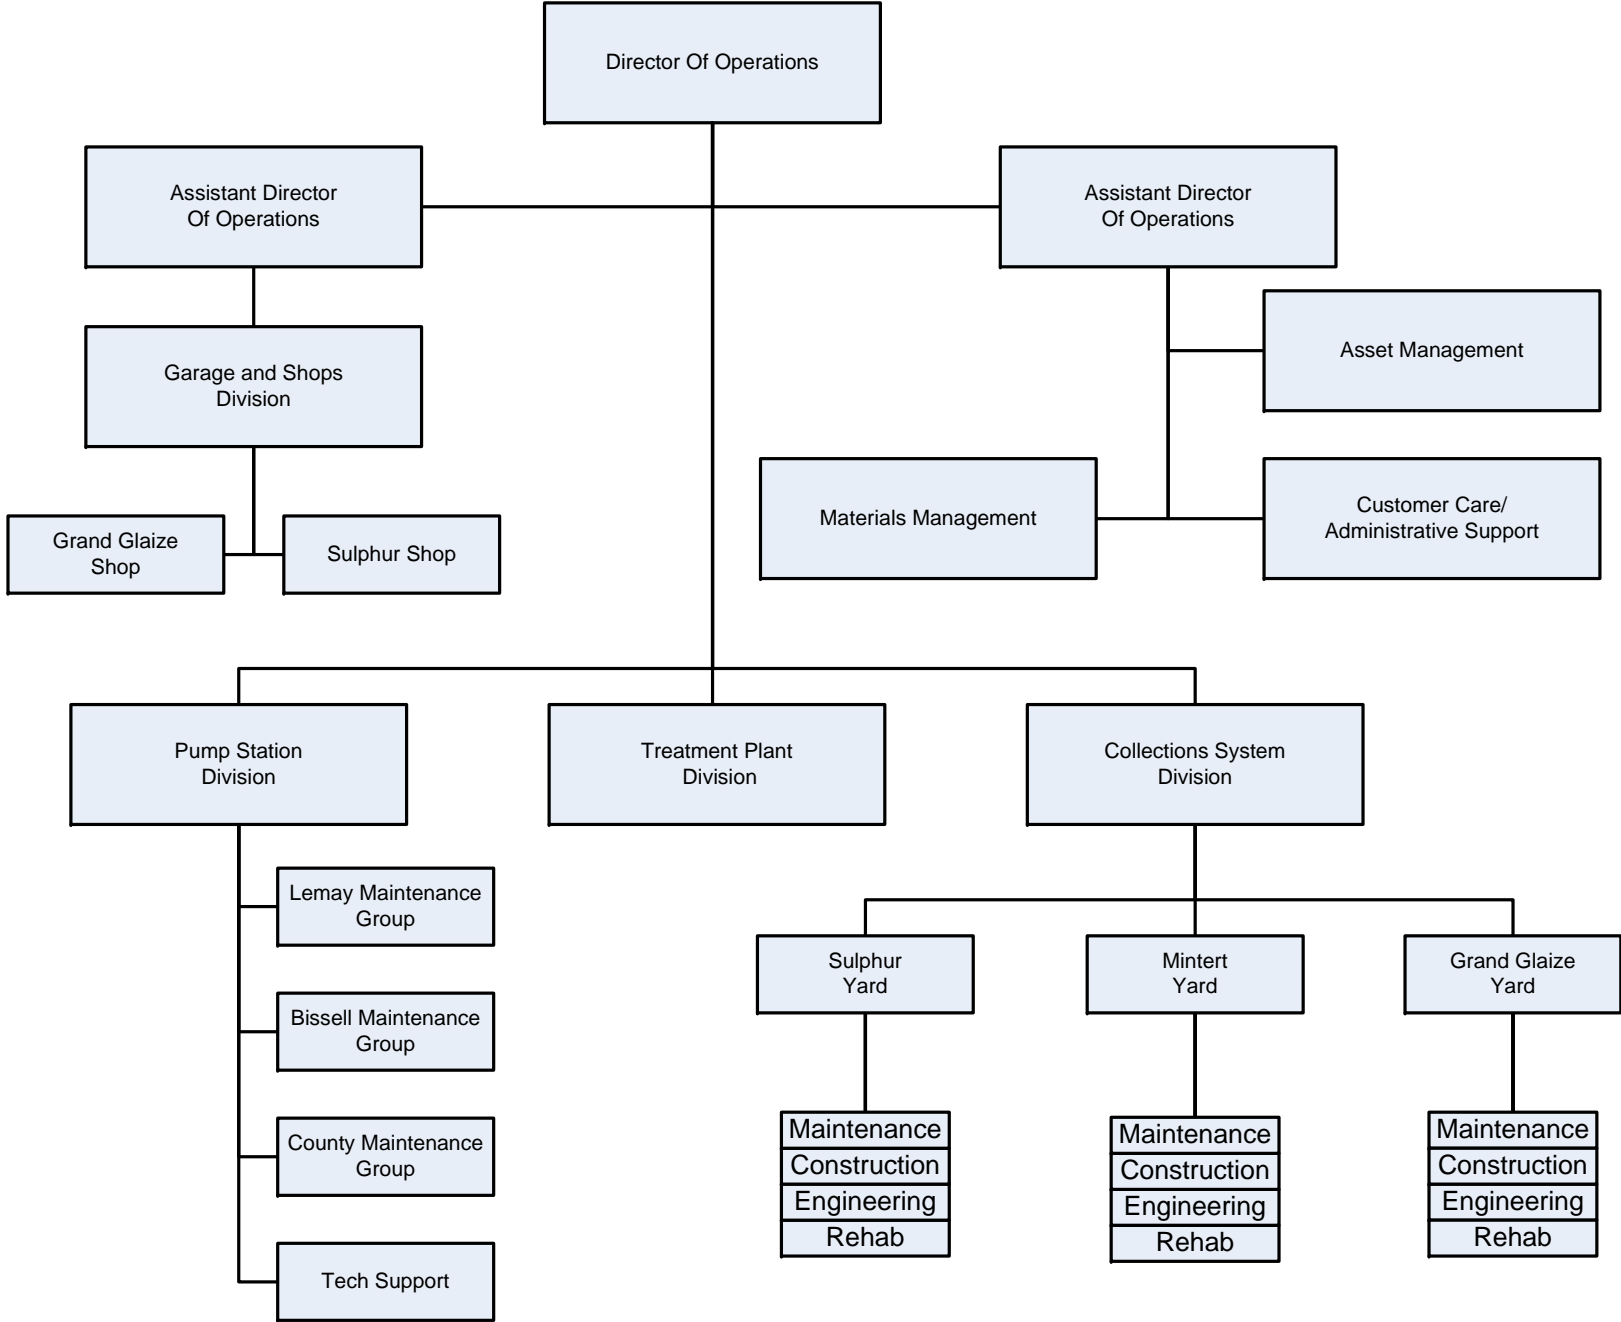 Director Of Operations
Assistant Director
Of Operations
Assistant Director
Of Operations
Garage and Shops
Division
Asset Management
Grand Glaize
Shop
Sulphur Shop
Materials Management
Customer Care/
Administrative Support
Pump Station
Division
Treatment Plant
Division
Collections System
Division
Lemay Maintenance
Group
Bissell Maintenance
Group
County Maintenance
Group
Tech Support
Sulphur
Yard
Mintert
Yard
Grand Glaize
Yard
Maintenance
Construction
Engineering
Rehab
Maintenance
Construction
Engineering
Rehab
Maintenance
Construction
Engineering
Rehab